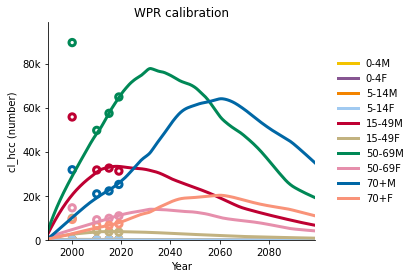 WPR calibration
cl_hcc (number)
80k
60k
40k
20k
0
2000
2020
2040
2060
2080
Year
0-4M
0-4F
5-14M
5-14F
15-49M
15-49F
50-69M
50-69F
70+M
70+F